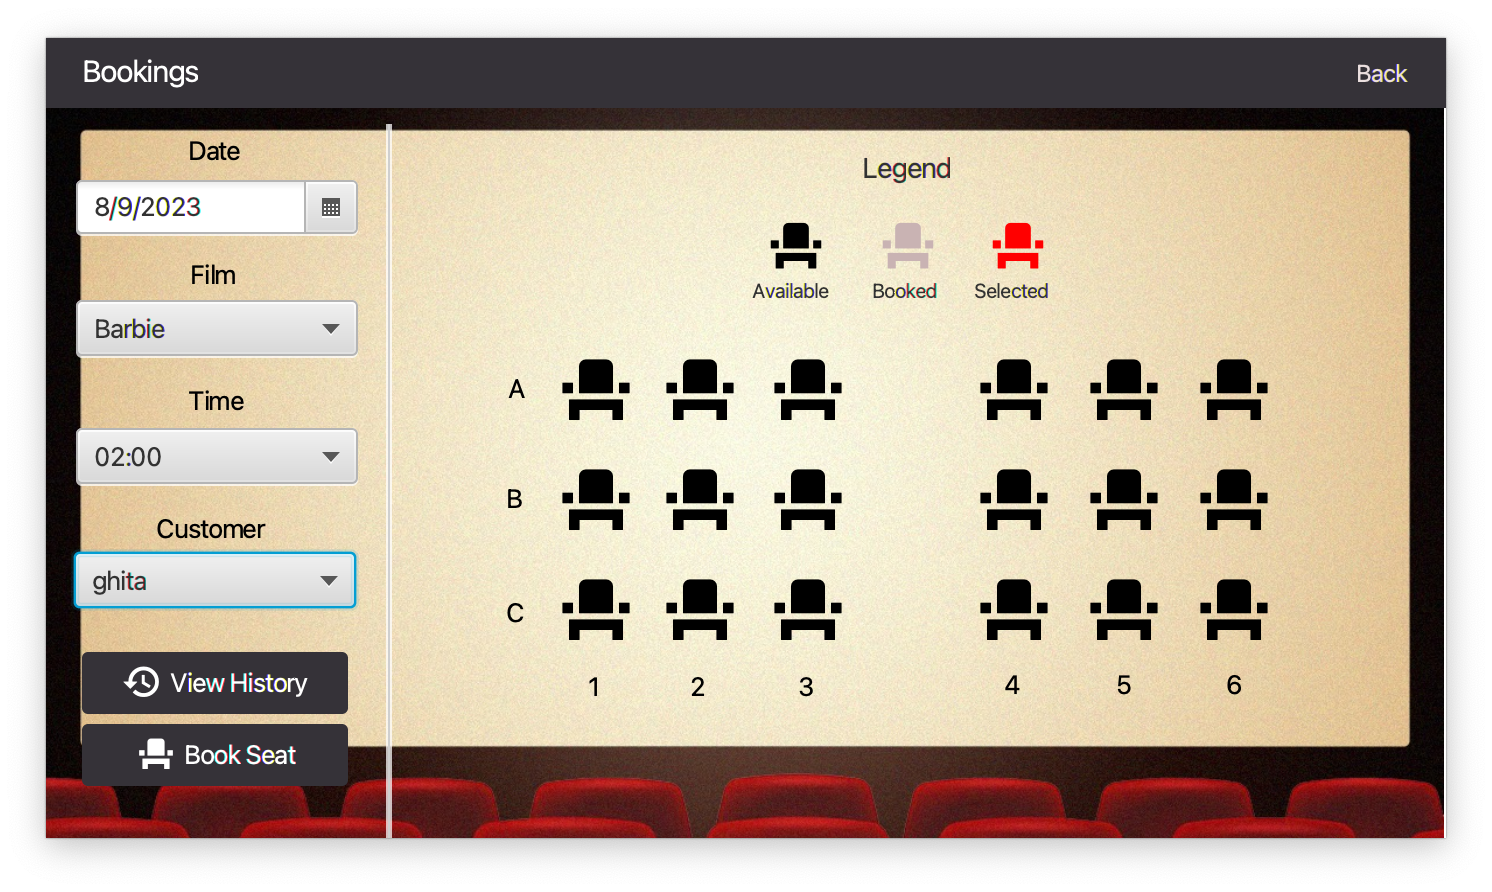 Bookings
Back
Date
8/9/2023
Film
Barbie
Time
02:00
Customer
ghita
View History
Book Seat
Legend
Available Booked Selected
A
B
C
1 2 3 4 5 6